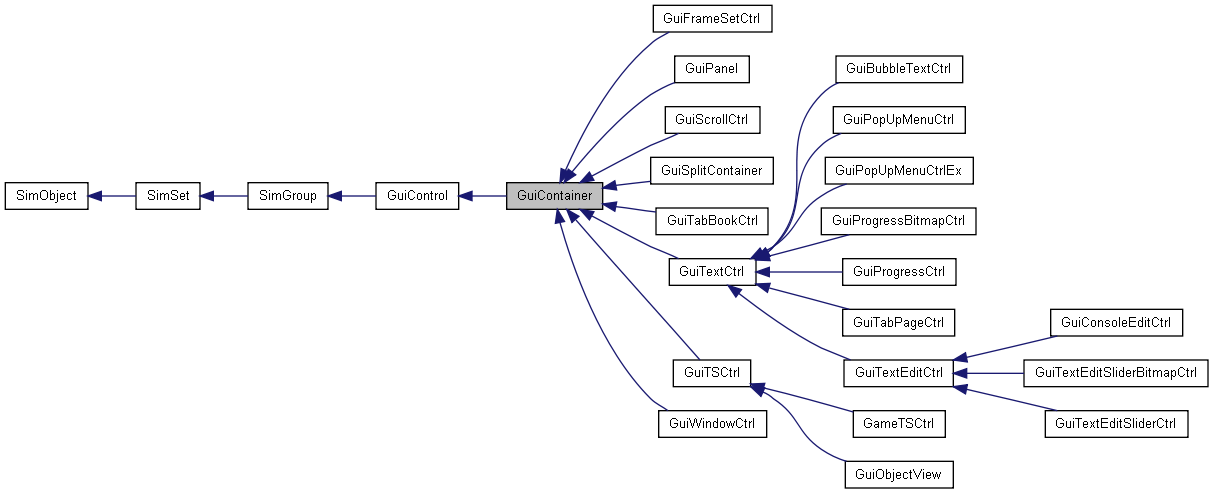 GuiFrameSetCtrl
GuiPanel
GuiBubbleTextCtrl
GuiScrollCtrl
GuiPopUpMenuCtrl
GuiSplitContainer
GuiPopUpMenuCtrlEx
SimObject
SimSet
SimGroup
GuiControl
GuiContainer
GuiTabBookCtrl
GuiProgressBitmapCtrl
GuiTextCtrl
GuiProgressCtrl
GuiTabPageCtrl
GuiConsoleEditCtrl
GuiTSCtrl
GuiTextEditCtrl
GuiTextEditSliderBitmapCtrl
GuiWindowCtrl
GameTSCtrl
GuiTextEditSliderCtrl
GuiObjectView